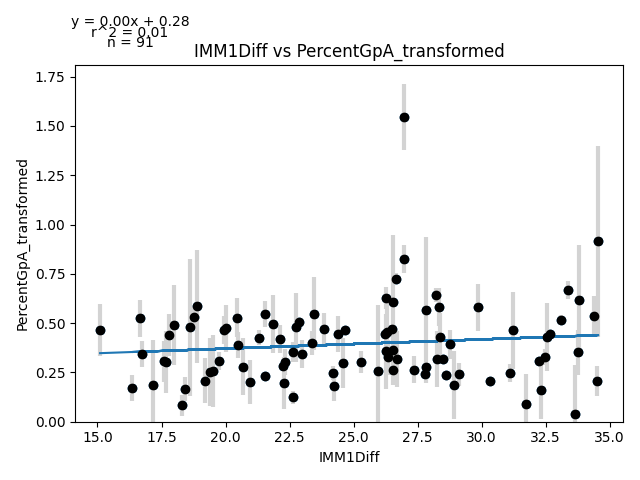 y = 0.00x + 0.28
r^2 = 0.01
n = 91
IMM1Diff vs PercentGpA_transformed
1.75
1.50
1.25
1.00
0.75
0.50
0.25
0.00
PercentGpA_transformed
15.0 17.5 20.0 22.5 25.0 27.5 30.0 32.5 35.0
IMM1Diff